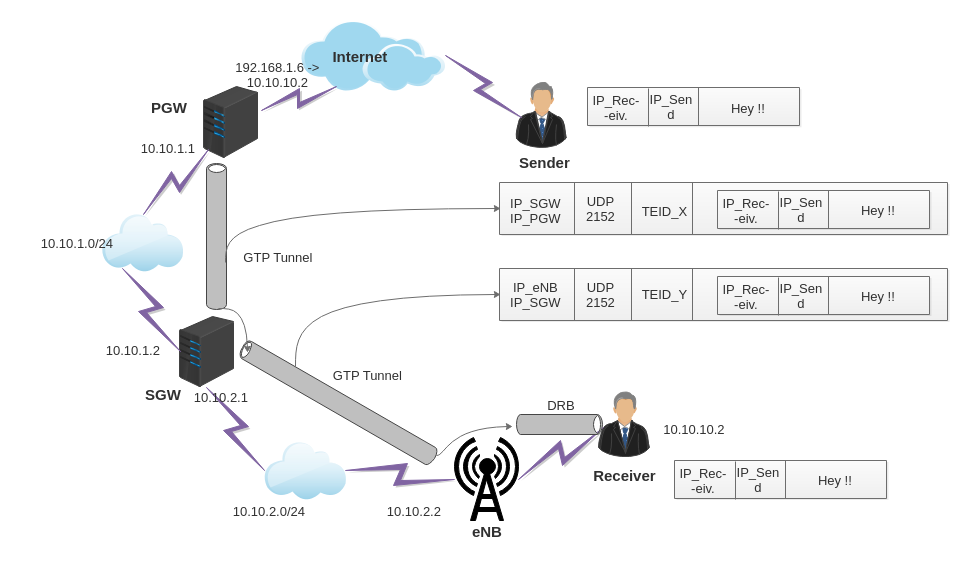 Internet
192.168.1.6 ->
10.10.10.2
PGW
10.10.1.1
Sender
IP_Rec-
-eiv.
IP_Sen
d
Hey !!
10.10.1.0/24
GTP Tunnel
IP_SGW
IP_PGW
UDP
2152
TEID_X
IP_Rec-
-eiv.
IP_Sen
d
Hey !!
IP_eNB
IP_SGW
UDP
2152
TEID_Y
IP_Rec-
-eiv.
IP_Sen
d
Hey !!
10.10.1.2
SGW
10.10.2.1
GTP Tunnel
DRB
10.10.10.2
Receiver
IP_Rec-
-eiv.
IP_Sen
d
Hey !!
10.10.2.0/24
10.10.2.2
eNB